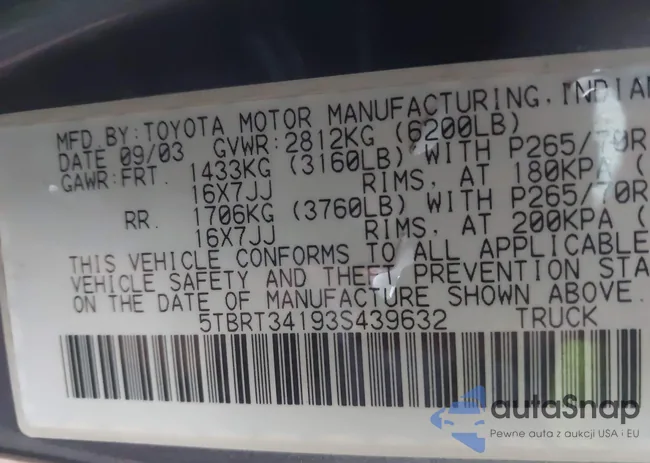 MFD.BY:TOYOTA MOTOR MANUFACTURING,INDIAN
DATE 09/03 GVWR:2812KG (6200LB)
GAWR:FRT. 1433KG (3160LB) WITH P265/70R
16X7JJ RIMS, AT 180KPA (
RR. 1706KG (3760LB) WITH P265/70R
16X7JJ RIMS, AT 200KPA (
THIS VEHICLE CONFORMS TO ALL APPLICABLE
VEHICLE SAFETY AND THEFT PREVENTION STA
ON THE DATE OF MANUFACTURE SHOWN ABOVE.
5TBRT34193S439632 TRUCK
autoSnap
Pewne auta z aukcji USA i EU